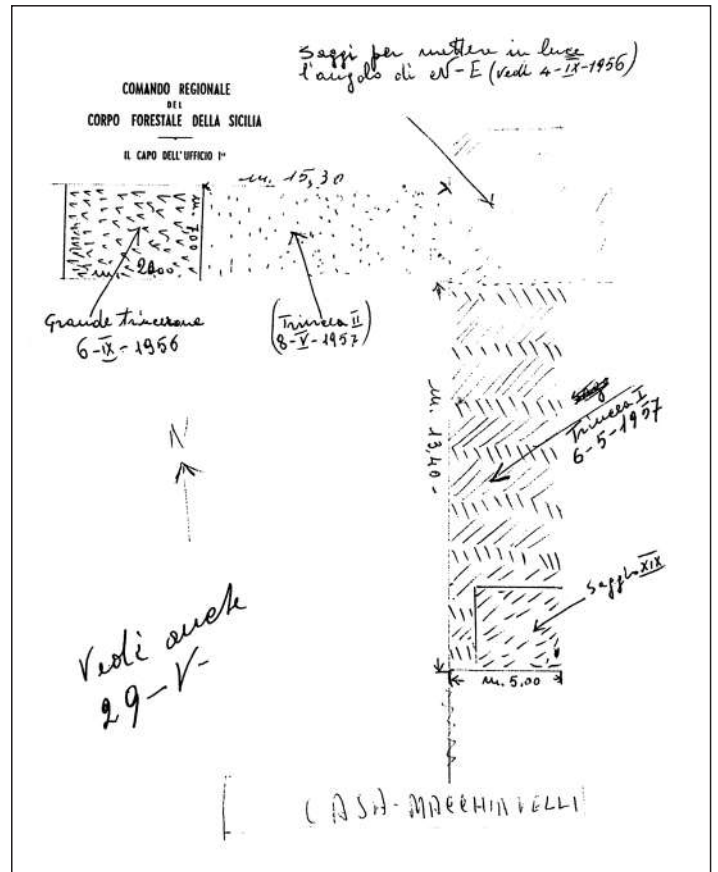 Saggi per mettere in luce
l'angolo di N-E (vedi 4-IX-1956)
COMANDO REGIONALE
DEL
CORPO FORESTALE DELLA SICILIA
IL CAPO DELL'UFFICIO I°
m. 15,30
m. 7,00
m. 20,00
Grande trincerone
6-IX-1956
(Trincea II
8-V-1957)
m. 13,40-
Trincea I
6-5-1957
N
Saggio XIX
Vedi anche
29-V-
m. 5,00
CASA-MACCHIAVELLI